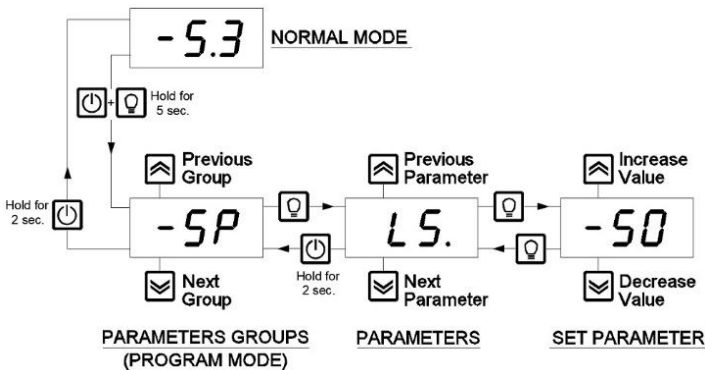 -5.3
NORMAL MODE
+
Hold for
5 sec.
Previous
Group
Previous
Parameter
Increase
Value
Hold for
2 sec.
-SP
LS.
-50
Hold for
2 sec.
Next
Group
Next
Parameter
Decrease
Value
PARAMETERS GROUPS
(PROGRAM MODE)
PARAMETERS
SET PARAMETER